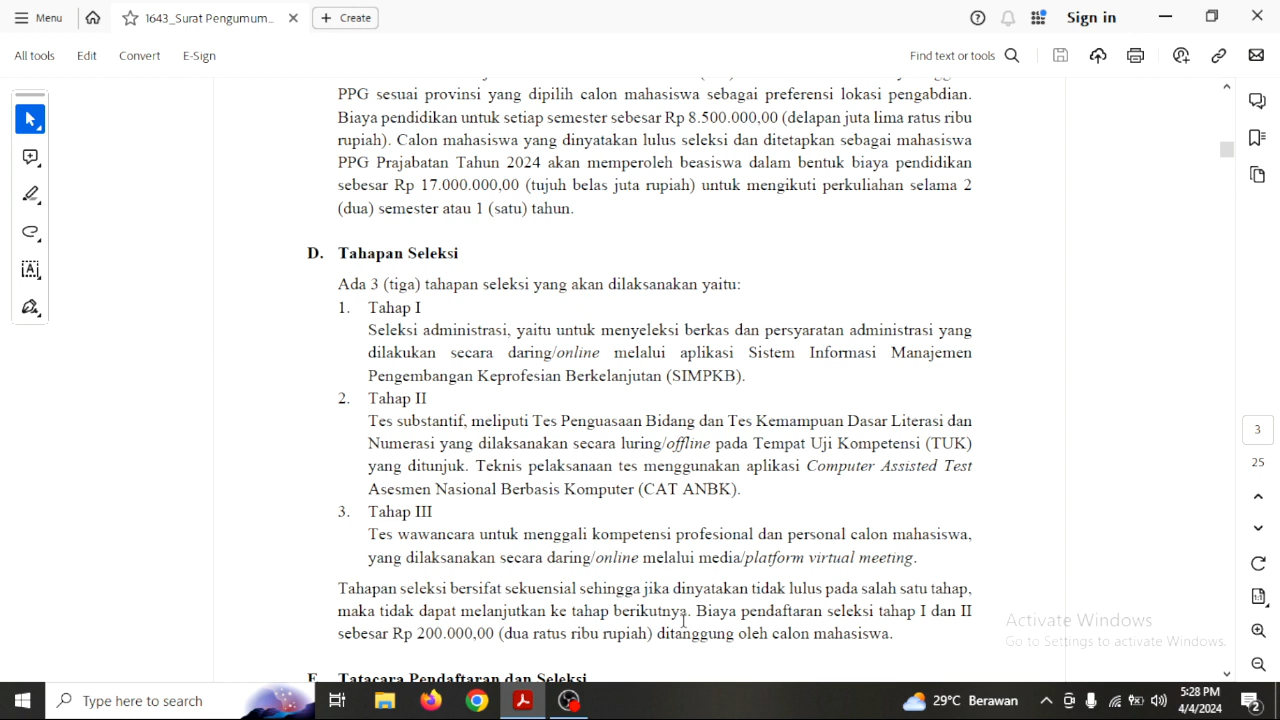 Menu
1643_Surat Pengumum...
Create
Sign in
All tools
Edit
Convert
E-Sign
Find text or tools
PPG sesuai provinsi yang dipilih calon mahasiswa sebagai preferensi lokasi pengabdian.
Biaya pendidikan untuk setiap semester sebesar Rp 8.500.000,00 (delapan juta lima ratus ribu
rupiah). Calon mahasiswa yang dinyatakan lulus seleksi dan ditetapkan sebagai mahasiswa
PPG Prajabatan Tahun 2024 akan memperoleh beasiswa dalam bentuk biaya pendidikan
sebesar Rp 17.000.000,00 (tujuh belas juta rupiah) untuk mengikuti perkuliahan selama 2
(dua) semester atau 1 (satu) tahun.
D. Tahapan Seleksi
Ada 3 (tiga) tahapan seleksi yang akan dilaksanakan yaitu:
1. Tahap I
Seleksi administrasi, yaitu untuk menyeleksi berkas dan persyaratan administrasi yang
dilakukan secara daring/online melalui aplikasi Sistem Informasi Manajemen
Pengembangan Keprofesian Berkelanjutan (SIMPKB).
2. Tahap II
Tes substantif, meliputi Tes Penguasaan Bidang dan Tes Kemampuan Dasar Literasi dan
Numerasi yang dilaksanakan secara luring/offline pada Tempat Uji Kompetensi (TUK)
yang ditunjuk. Teknis pelaksanaan tes menggunakan aplikasi Computer Assisted Test
Asesmen Nasional Berbasis Komputer (CAT ANBK).
3. Tahap III
Tes wawancara untuk menggali kompetensi profesional dan personal calon mahasiswa,
yang dilaksanakan secara daring/online melalui media/platform virtual meeting.
Tahapan seleksi bersifat sekuensial sehingga jika dinyatakan tidak lulus pada salah satu tahap,
maka tidak dapat melanjutkan ke tahap berikutnya. Biaya pendaftaran seleksi tahap I dan II
sebesar Rp 200.000,00 (dua ratus ribu rupiah) ditanggung oleh calon mahasiswa.
E. Tatacara Pendaftaran dan Seleksi
3
25
Activate Windows
Go to Settings to activate Windows.
Type here to search
29°C Berawan
5:28 PM
4/4/2024
2